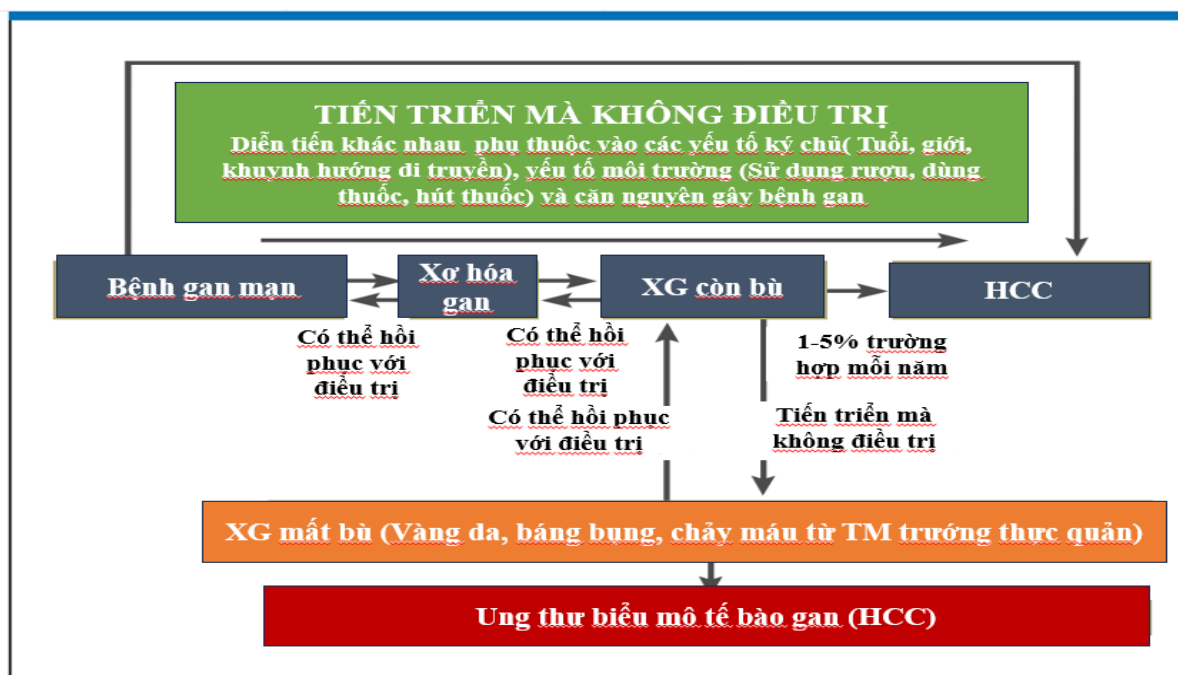 TIẾN TRIỂN MÀ KHÔNG ĐIỀU TRỊ
Diễn tiến khác nhau phụ thuộc vào các yếu tố ký chủ( Tuổi, giới,
khuynh hướng di truyền), yếu tố môi trường (Sử dụng rượu, dùng
thuốc, hút thuốc) và căn nguyên gây bệnh gan
Bệnh gan mạn
Xơ hóa
gan
XG còn bù
HCC
Có thể hồi
phục với
điều trị
Có thể hồi
phục với
điều trị
1-5% trường
hợp mỗi năm
Có thể hồi phục
với điều trị
Tiến triển mà
không điều trị
XG mất bù (Vàng da, báng bụng, chảy máu từ TM trướng thực quản)
Ung thư biểu mô tế bào gan (HCC)